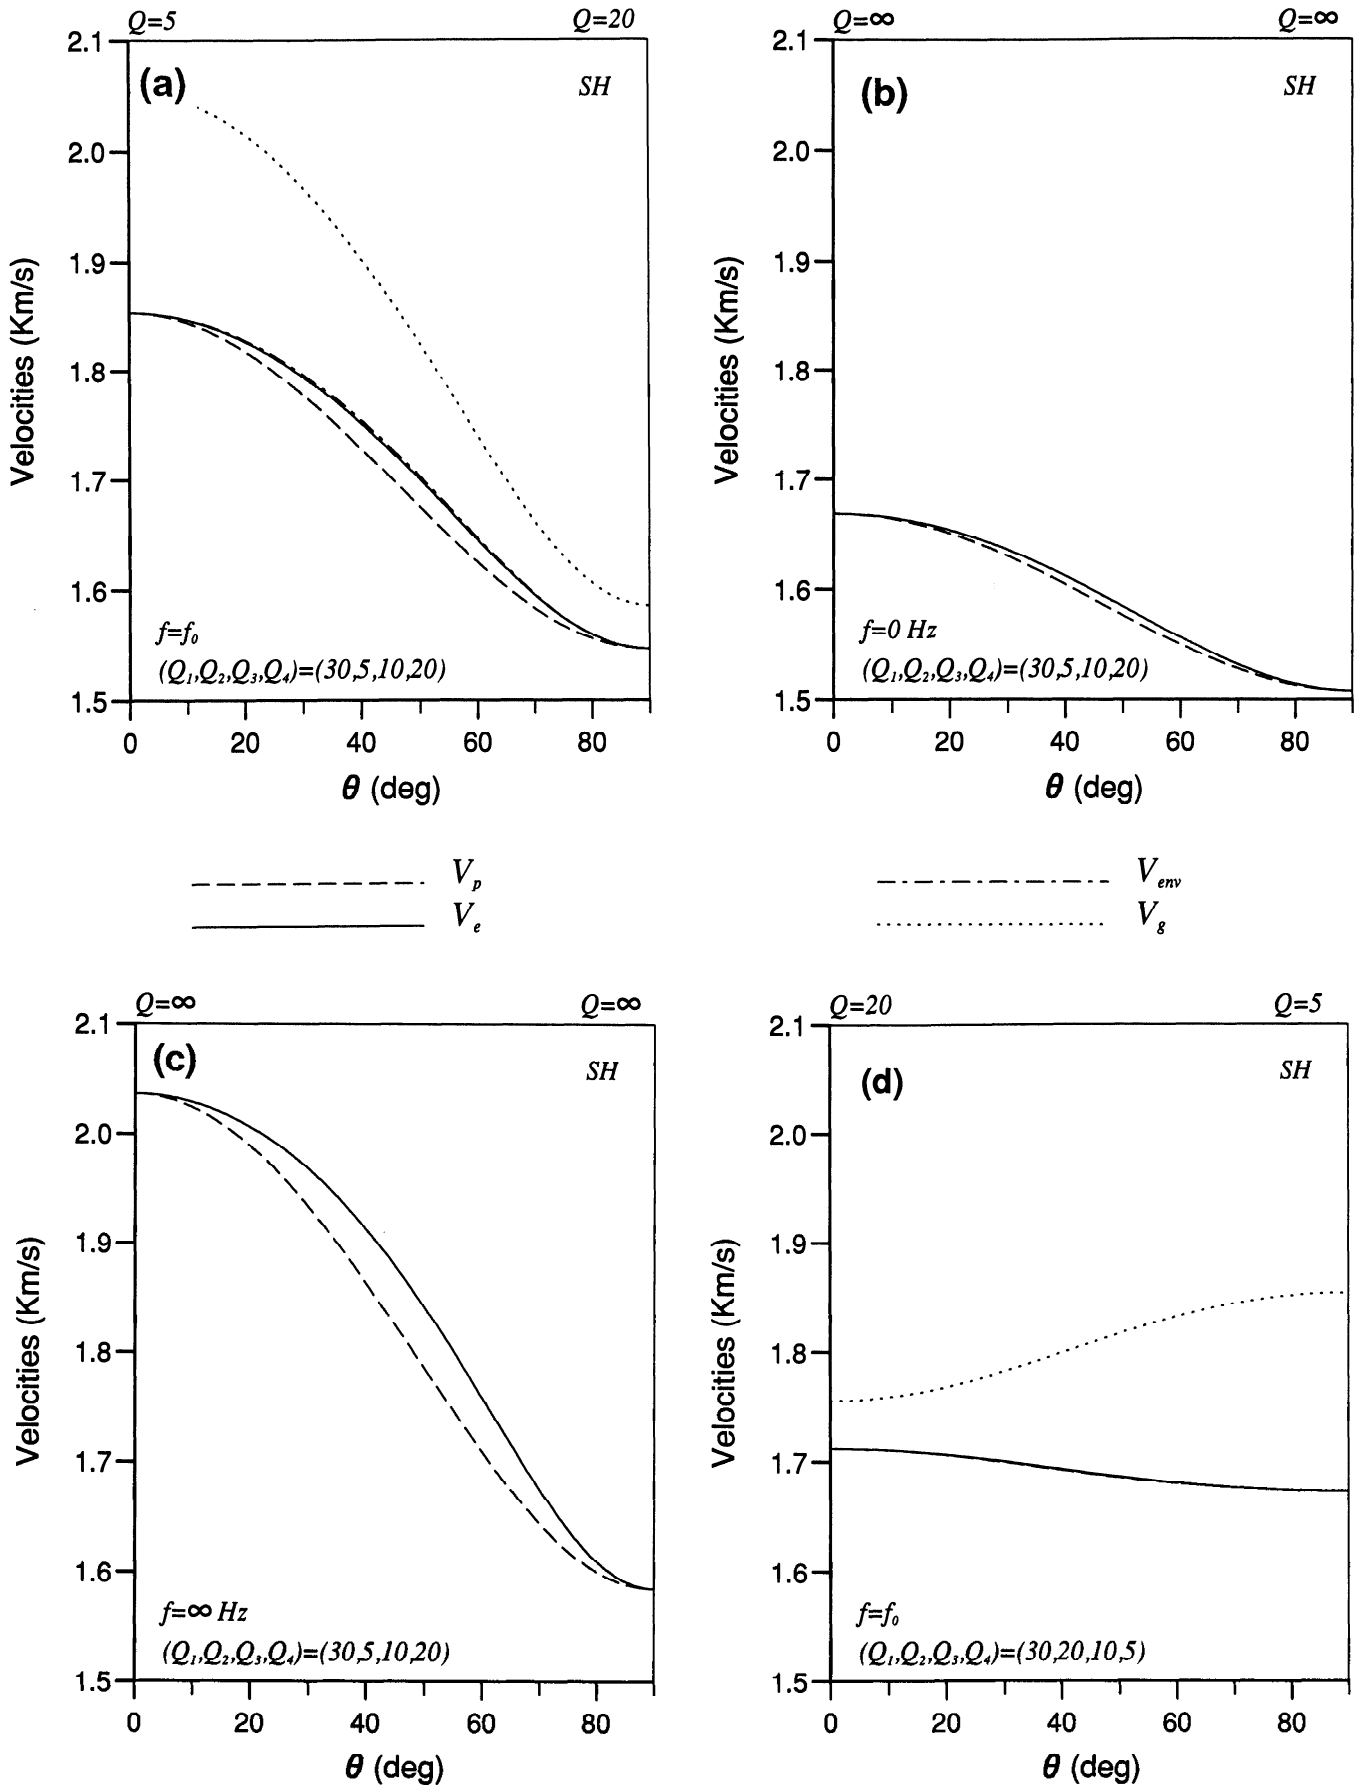 Q=5 Q=20
(a)
SH
2.1
2.0
1.9
1.8
1.7
1.6
1.5
Velocities (Km/s)
f=f₀
(Q₁,Q₂,Q₃,Q₄)=(30,5,10,20)
0 20 40 60 80
θ (deg)
Q=∞ Q=∞
(b)
SH
2.1
2.0
1.9
1.8
1.7
1.6
1.5
Velocities (Km/s)
f=0 Hz
(Q₁,Q₂,Q₃,Q₄)=(30,5,10,20)
0 20 40 60 80
θ (deg)
Vp
Ve
Venv
Vg
Q=∞ Q=∞
(c)
SH
2.1
2.0
1.9
1.8
1.7
1.6
1.5
Velocities (Km/s)
f=∞ Hz
(Q₁,Q₂,Q₃,Q₄)=(30,5,10,20)
0 20 40 60 80
θ (deg)
Q=20 Q=5
(d)
SH
2.1
2.0
1.9
1.8
1.7
1.6
1.5
Velocities (Km/s)
f=f₀
(Q₁,Q₂,Q₃,Q₄)=(30,20,10,5)
0 20 40 60 80
θ (deg)